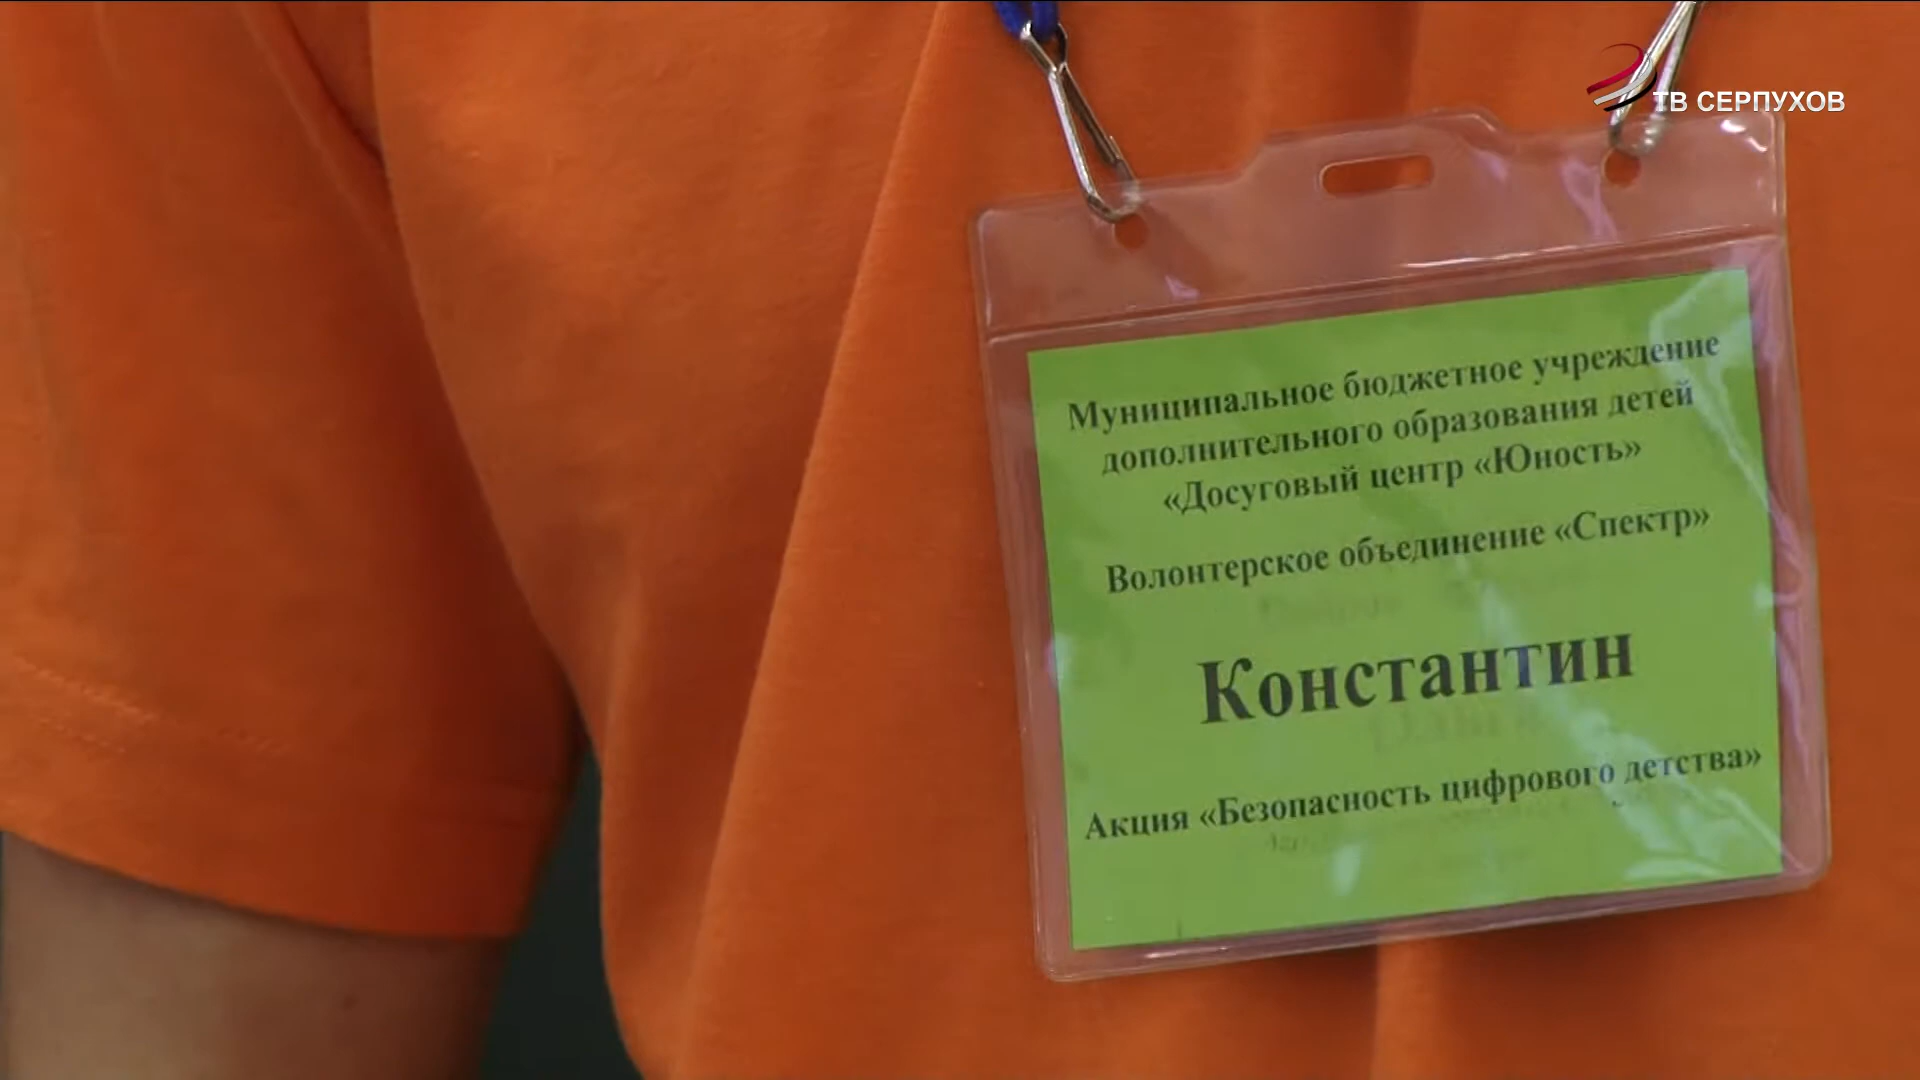 ТВ СЕРПУХОВ
Муниципальное бюджетное учреждение
дополнительного образования детей
«Досуговый центр «Юность»
Волонтерское объединение «Спектр»
Константин
Акция «Безопасность цифрового детства»